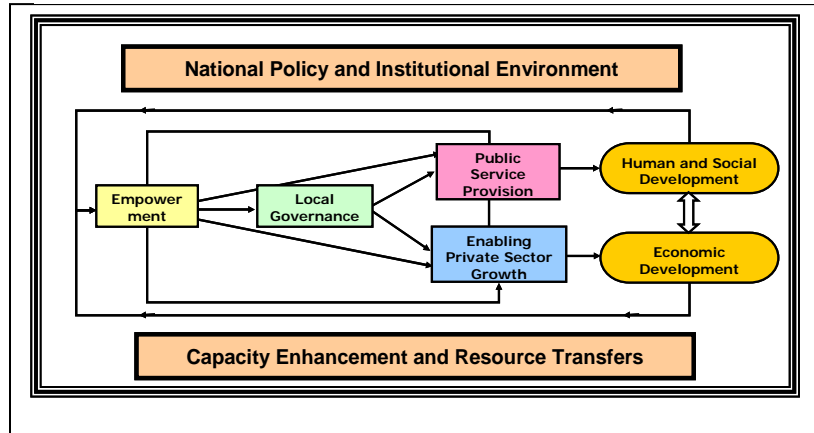 National Policy and Institutional Environment
Public
Service
Provision
Human and Social
Development
Empower
ment
Local
Governance
Enabling
Private Sector
Growth
Economic
Development
Capacity Enhancement and Resource Transfers